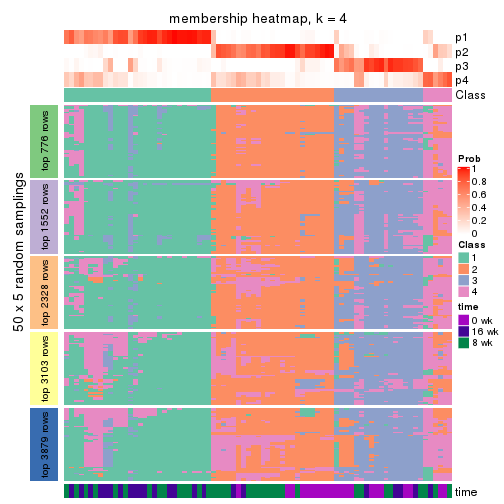 membership heatmap, k = 4
p1
p2
p3
p4
Class
50 x 5 random samplings
top 776 rows
top 1552 rows
top 2328 rows
top 3103 rows
top 3879 rows
time
Prob
1
0.8
0.6
0.4
0.2
0
Class
1
2
3
4
time
0 wk
16 wk
8 wk